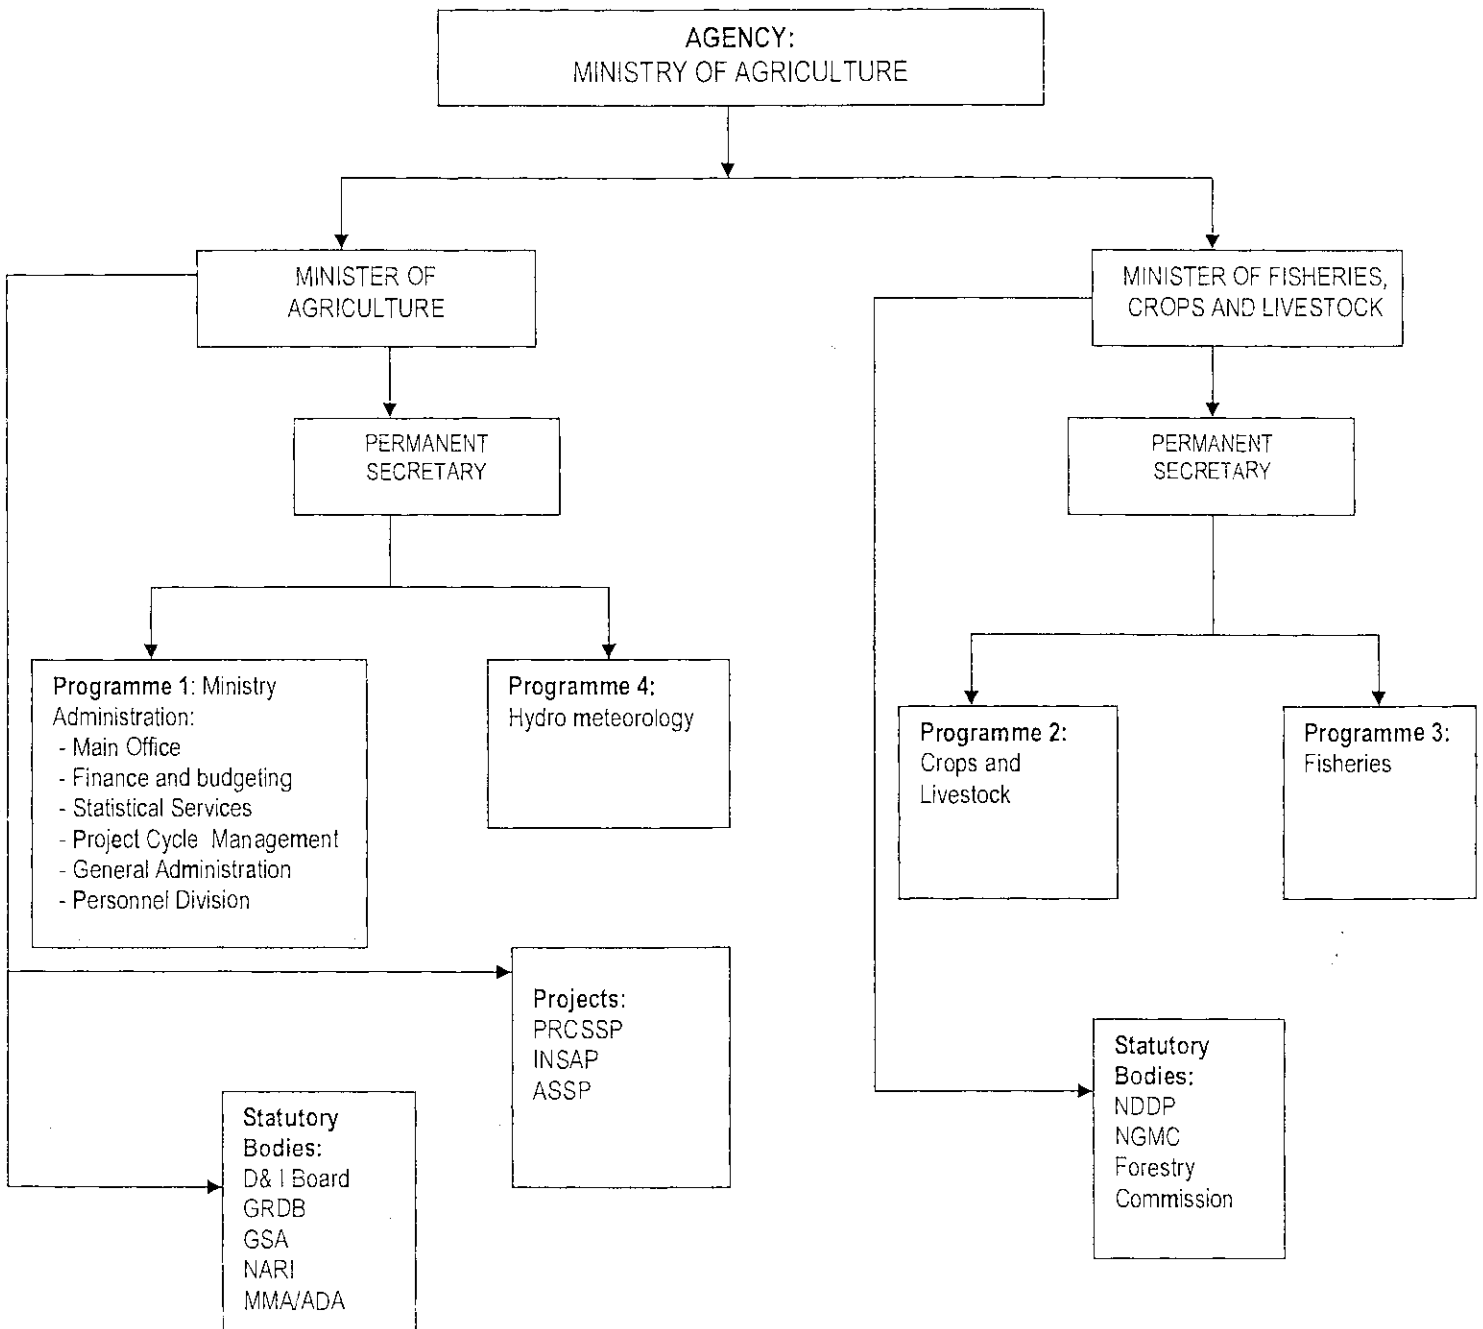 AGENCY:
MINISTRY OF AGRICULTURE
MINISTER OF
AGRICULTURE
MINISTER OF FISHERIES,
CROPS AND LIVESTOCK
PERMANENT
SECRETARY
PERMANENT
SECRETARY
Programme 1: Ministry
Administration:
- Main Office
- Finance and budgeting
- Statistical Services
- Project Cycle Management
- General Administration
- Personnel Division
Programme 4:
Hydro meteorology
Programme 2:
Crops and
Livestock
Programme 3:
Fisheries
Projects:
PRCSSP
INSAP
ASSP
Statutory
Bodies:
D& I Board
GRDB
GSA
NARI
MMA/ADA
Statutory
Bodies:
NDDP
NGMC
Forestry
Commission